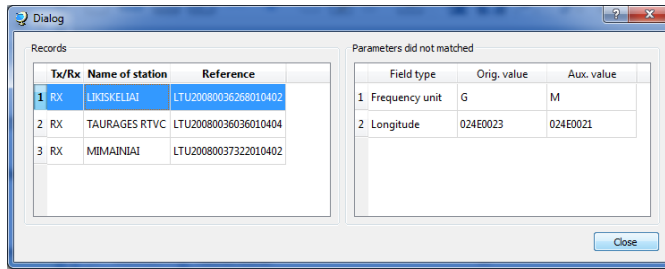 Dialog
Records
Tx/Rx Name of station Reference
1 RX LIKISKELIAI LTU20080036268010402
2 RX TAURAGES RTVC LTU20080036036010404
3 RX MIMAINIAI LTU20080037322010402
Parameters did not matched
Field type Orig. value Aux. value
1 Frequency unit G M
2 Longitude 024E0023 024E0021
Close